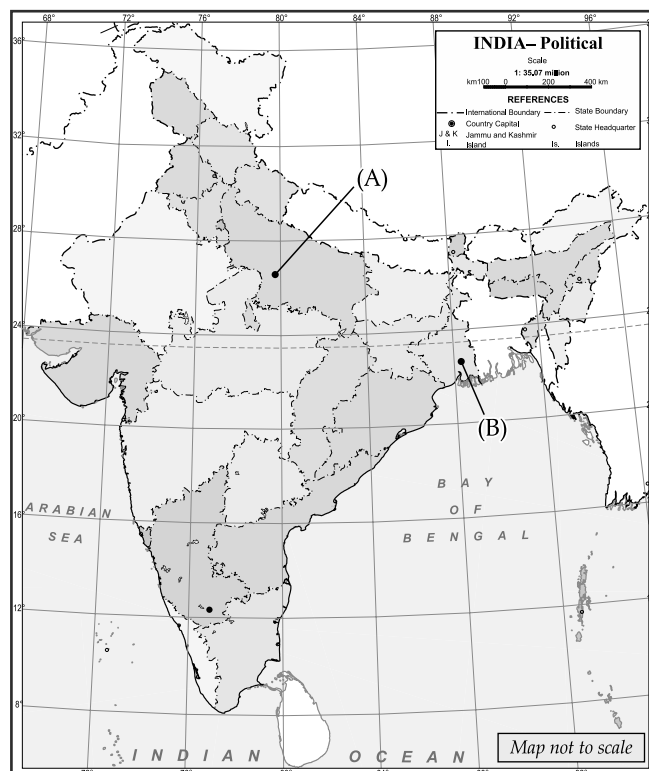 68° 72° 76° 80° 84° 88° 92° 96°
36°
32°
28°
24°
20°
16°
12°
8°
INDIA– Political
Scale
1: 35.07 million
km100 0 200 400 km
REFERENCES
International Boundary State Boundary
Country Capital State Headquarter
J & K Jammu and Kashmir
I. Island Is. Islands
(A)
(B)
ARABIAN
SEA
BAY
OF
BENGAL
INDIAN OCEAN
Map not to scale